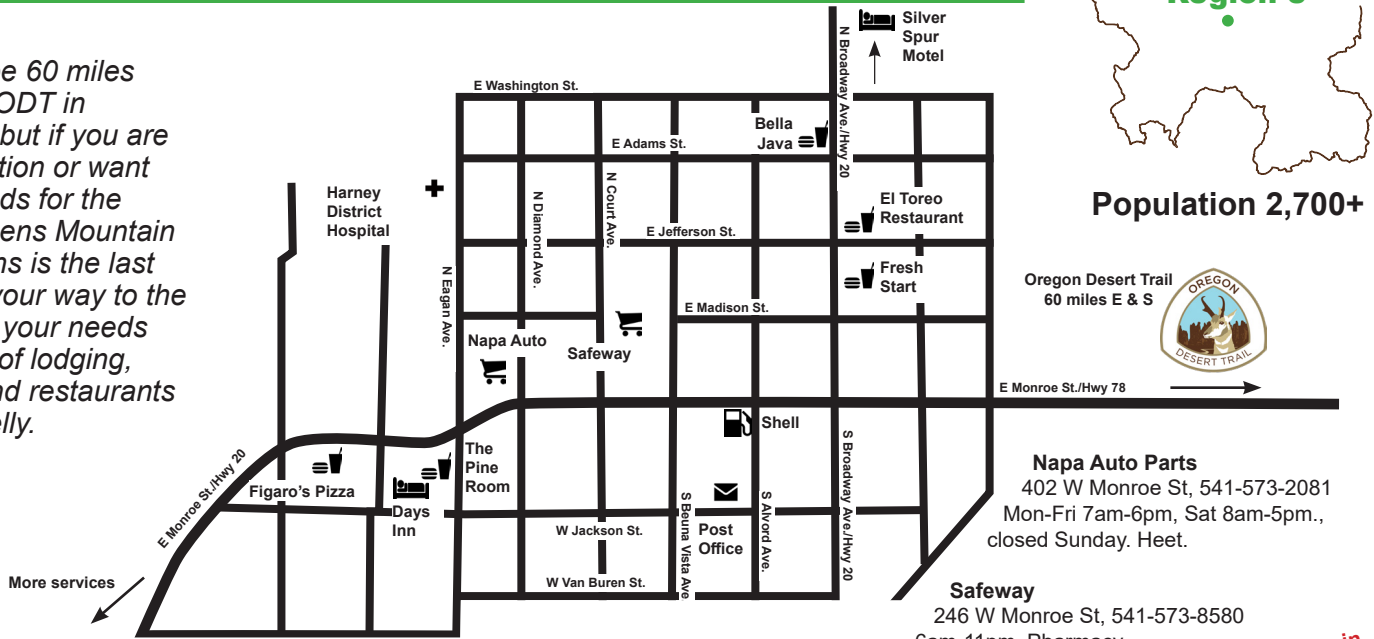 e 60 miles
ODT in
but if you are
tion or want
ds for the
ens Mountain
ns is the last
your way to the
your needs
of lodging,
nd restaurants
elly.
E Washington St.
N Broadway Ave./Hwy 20
Silver
Spur
Motel
Bella
Java
E Adams St.
Harney
District
Hospital
N Diamond Ave.
N Court Ave.
El Toreo
Restaurant
E Jefferson St.
N Eagan Ave.
Fresh
Start
E Madison St.
Napa Auto
Safeway
E Monroe St./Hwy 78
Shell
The
Pine
Room
Figaro's Pizza
Days
Inn
E Monroe St./Hwy 20
S Beuna Vista Ave
Post
Office
S Alvord Ave.
S Broadway Ave./Hwy 20
W Jackson St.
W Van Buren St.
More services
Population 2,700+
Oregon Desert Trail
60 miles E & S
OREGON
DESERT TRAIL
Napa Auto Parts
402 W Monroe St, 541-573-2081
Mon-Fri 7am-6pm, Sat 8am-5pm.,
closed Sunday. Heet.
Safeway
246 W Monroe St, 541-573-8580
6am-11pm. Pharmacy
in